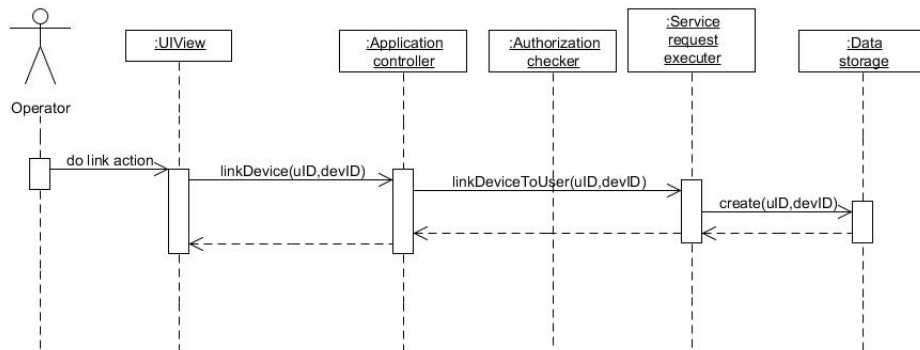 :UIView
:Application
controller
:Authorization
checker
:Service
request
executer
:Data
storage
Operator
do link action
linkDevice(uID,devID)
linkDeviceToUser(uID,devID)
create(uID,devID)